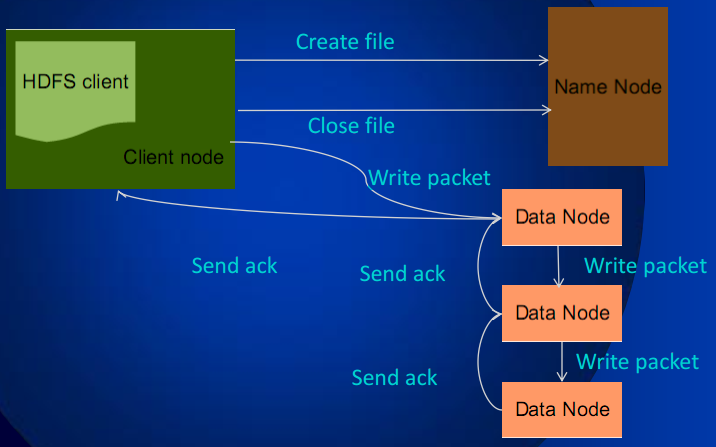 Create file
HDFS client
Name Node
Close file
Client node
Write packet
Data Node
Send ack
Send ack
Write packet
Data Node
Write packet
Send ack
Data Node